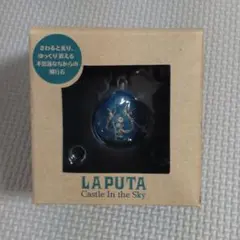 さわると光り、
ゆっくり消える
不思議なちからの
飛行石
LAPUTA
Castle In the Sky